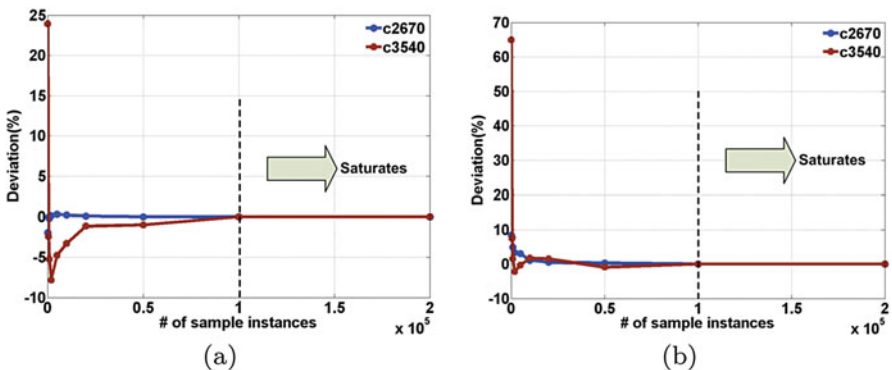 25
20
15
10
5
0
-5
-10
Deviation(%)
c2670
c3540
Saturates
0 0.5 1 1.5 2
# of sample instances
x 10^5
(a)
70
60
50
40
30
20
10
0
-10
Deviation(%)
c2670
c3540
Saturates
0 0.5 1 1.5 2
# of sample instances
x 10^5
(b)